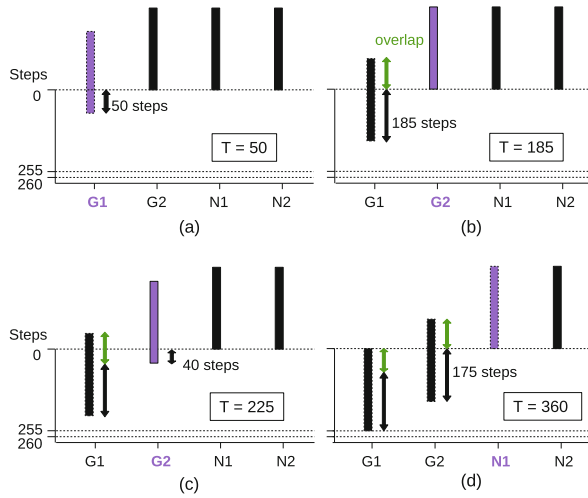 Steps
0
50 steps
T = 50
255
260
G1 G2 N1 N2
(a)
overlap
185 steps
T = 185
G1 G2 N1 N2
(b)
Steps
0
40 steps
T = 225
255
260
G1 G2 N1 N2
(c)
175 steps
T = 360
G1 G2 N1 N2
(d)